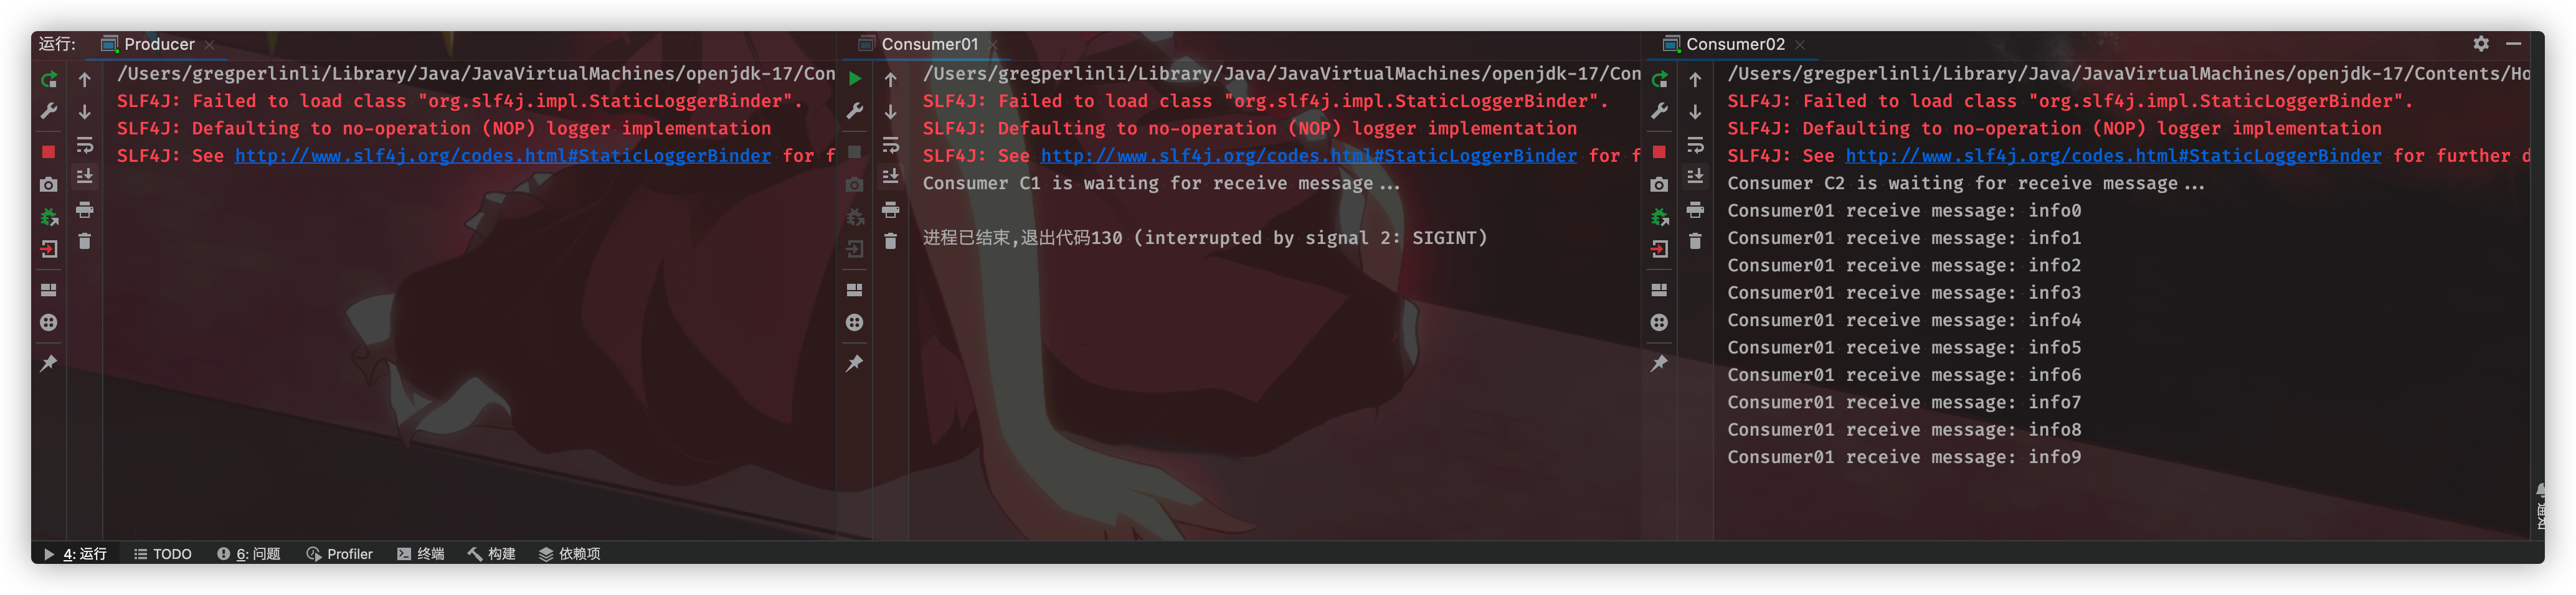 运行:
Producer
/Users/gregperlinli/Library/Java/JavaVirtualMachines/openjdk-17/Con
SLF4J: Failed to load class "org.slf4j.impl.StaticLoggerBinder".
SLF4J: Defaulting to no-operation (NOP) logger implementation
SLF4J: See http://www.slf4j.org/codes.html#StaticLoggerBinder for f
Consumer01
/Users/gregperlinli/Library/Java/JavaVirtualMachines/openjdk-17/Con
SLF4J: Failed to load class "org.slf4j.impl.StaticLoggerBinder".
SLF4J: Defaulting to no-operation (NOP) logger implementation
SLF4J: See http://www.slf4j.org/codes.html#StaticLoggerBinder for f
Consumer C1 is waiting for receive message...
进程已结束,退出代码130 (interrupted by signal 2: SIGINT)
Consumer02
/Users/gregperlinli/Library/Java/JavaVirtualMachines/openjdk-17/Contents/Ho
SLF4J: Failed to load class "org.slf4j.impl.StaticLoggerBinder".
SLF4J: Defaulting to no-operation (NOP) logger implementation
SLF4J: See http://www.slf4j.org/codes.html#StaticLoggerBinder for further d
Consumer C2 is waiting for receive message...
Consumer01 receive message: info0
Consumer01 receive message: info1
Consumer01 receive message: info2
Consumer01 receive message: info3
Consumer01 receive message: info4
Consumer01 receive message: info5
Consumer01 receive message: info6
Consumer01 receive message: info7
Consumer01 receive message: info8
Consumer01 receive message: info9
4: 运行
TODO
6: 问题
Profiler
终端
构建
依赖项